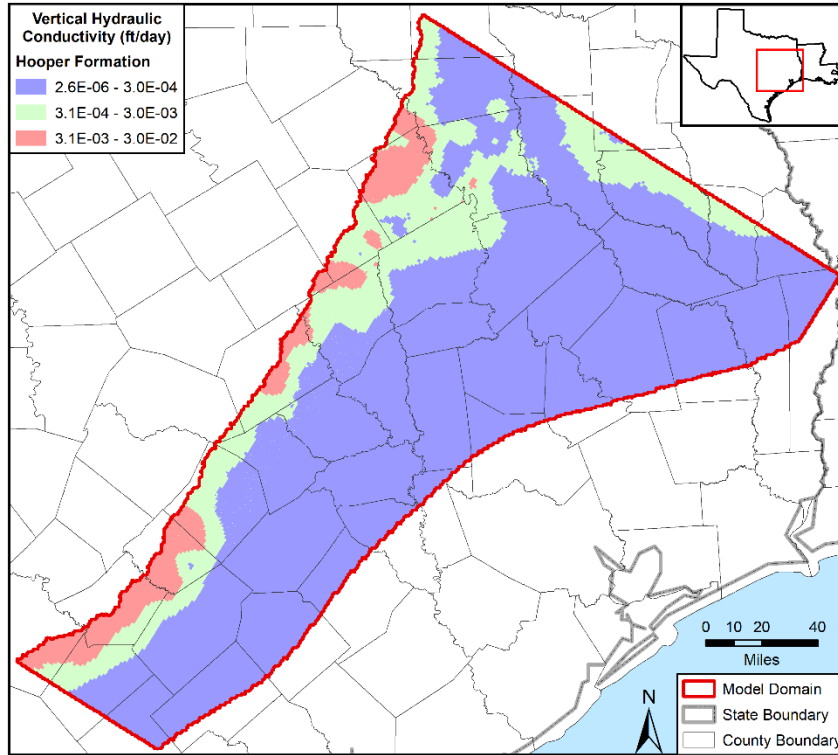 Vertical Hydraulic
Conductivity (ft/day)
Hooper Formation
2.6E-06 - 3.0E-04
3.1E-04 - 3.0E-03
3.1E-03 - 3.0E-02
0 10 20 40
Miles
N
Model Domain
State Boundary
County Boundary